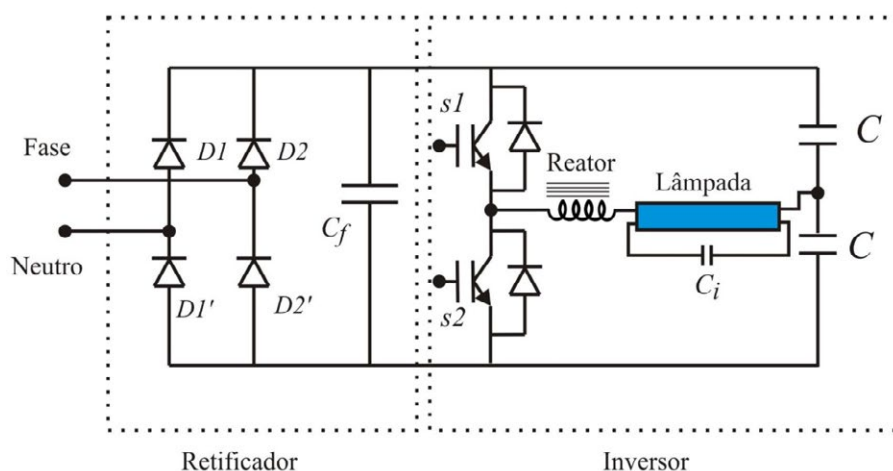 Fase
Neutro
D1
D2
D1'
D2'
Cf
s1
s2
Reator
Lâmpada
Ci
C
C
Retificador
Inversor